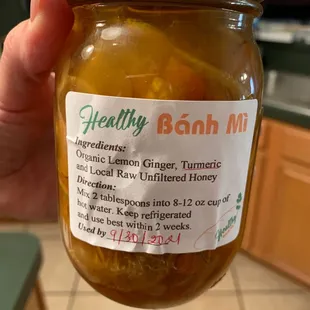 Healthy Bánh Mì
Ingredients:
Organic Lemon Ginger, Turmeric
and Local Raw Unfiltered Honey
Direction:
Mix 2 tablespoons into 8-12 oz cup of
hot water. Keep refrigerated
and use best within 2 weeks.
Used by 9/30/2021
Healthy